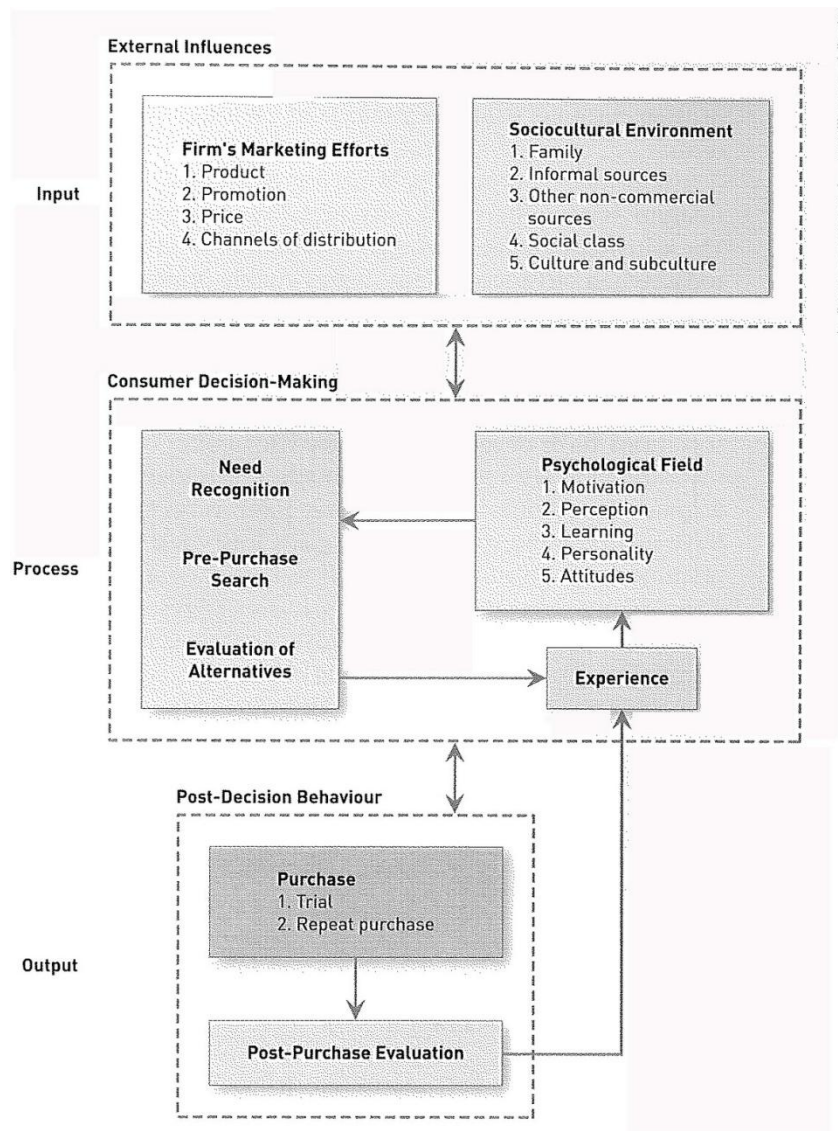 External Influences
Firm's Marketing Efforts
1. Product
2. Promotion
3. Price
4. Channels of distribution
Sociocultural Environment
1. Family
2. Informal sources
3. Other non-commercial
sources
4. Social class
5. Culture and subculture
Input
Consumer Decision-Making
Need
Recognition
Pre-Purchase
Search
Evaluation of
Alternatives
Psychological Field
1. Motivation
2. Perception
3. Learning
4. Personality
5. Attitudes
Experience
Process
Post-Decision Behaviour
Purchase
1. Trial
2. Repeat purchase
Post-Purchase Evaluation
Output